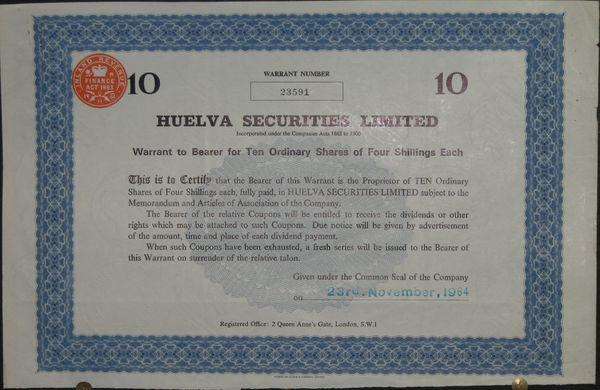 INLAND REVENUE
FINANCE
ACT 1963
10
WARRANT NUMBER
23591
10
HUELVA SECURITIES LIMITED
Incorporated under the Companies Acts 1862 to 1900
Warrant to Bearer for Ten Ordinary Shares of Four Shillings Each
This is to Certify that the Bearer of this Warrant is the Proprietor of TEN Ordinary
Shares of Four Shillings each, fully paid, in HUELVA SECURITIES LIMITED subject to the
Memorandum and Articles of Association of the Company.
The Bearer of the relative Coupons will be entitled to receive the dividends or other
rights which may be attached to such Coupons. Due notice will be given by advertisement
of the amount, time and place of each dividend payment.
When such Coupons have been exhausted, a fresh series will be issued to the Bearer of
this Warrant on surrender of the relative talon.
Given under the Common Seal of the Company
on 23rd. November, 1964
Registered Office: 2 Queen Anne's Gate, London, S.W.1